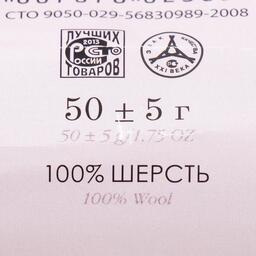 СТО 9050-029-56830989-2008
ЛУЧШИХ
2013
РОССИИ
ТОВАРОВ
КАЧЕСТВА
XXI ВЕКА
50 ± 5 г
50 ± 5 g/1.75 OZ
100% ШЕРСТЬ
100% Wool